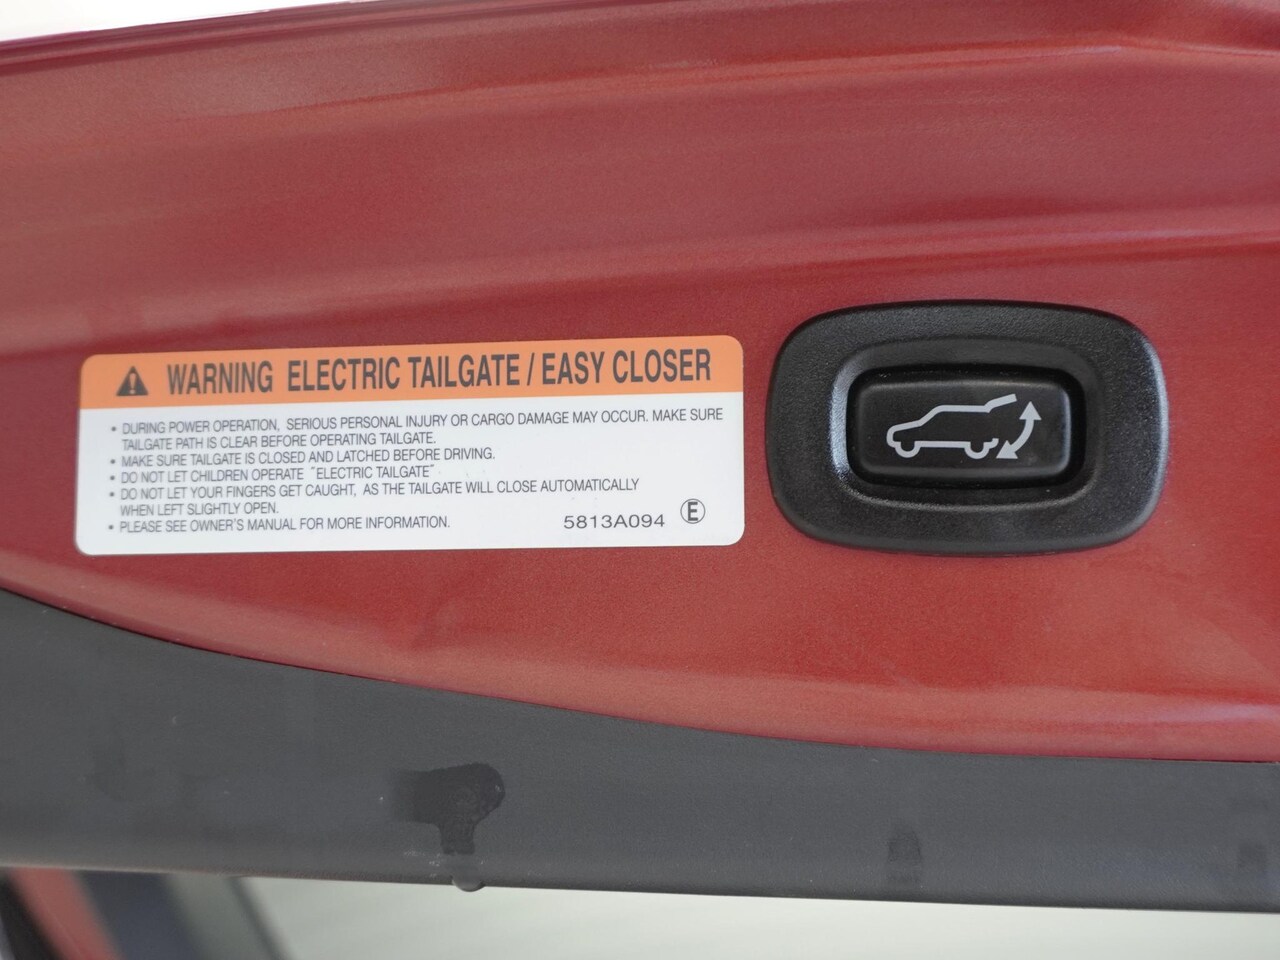 WARNING ELECTRIC TAILGATE / EASY CLOSER
• DURING POWER OPERATION, SERIOUS PERSONAL INJURY OR CARGO DAMAGE MAY OCCUR. MAKE SURE
TAILGATE PATH IS CLEAR BEFORE OPERATING TAILGATE.
• MAKE SURE TAILGATE IS CLOSED AND LATCHED BEFORE DRIVING.
• DO NOT LET CHILDREN OPERATE "ELECTRIC TAILGATE"
• DO NOT LET YOUR FINGERS GET CAUGHT, AS THE TAILGATE WILL CLOSE AUTOMATICALLY
WHEN LEFT SLIGHTLY OPEN.
• PLEASE SEE OWNER'S MANUAL FOR MORE INFORMATION.
5813A094 E